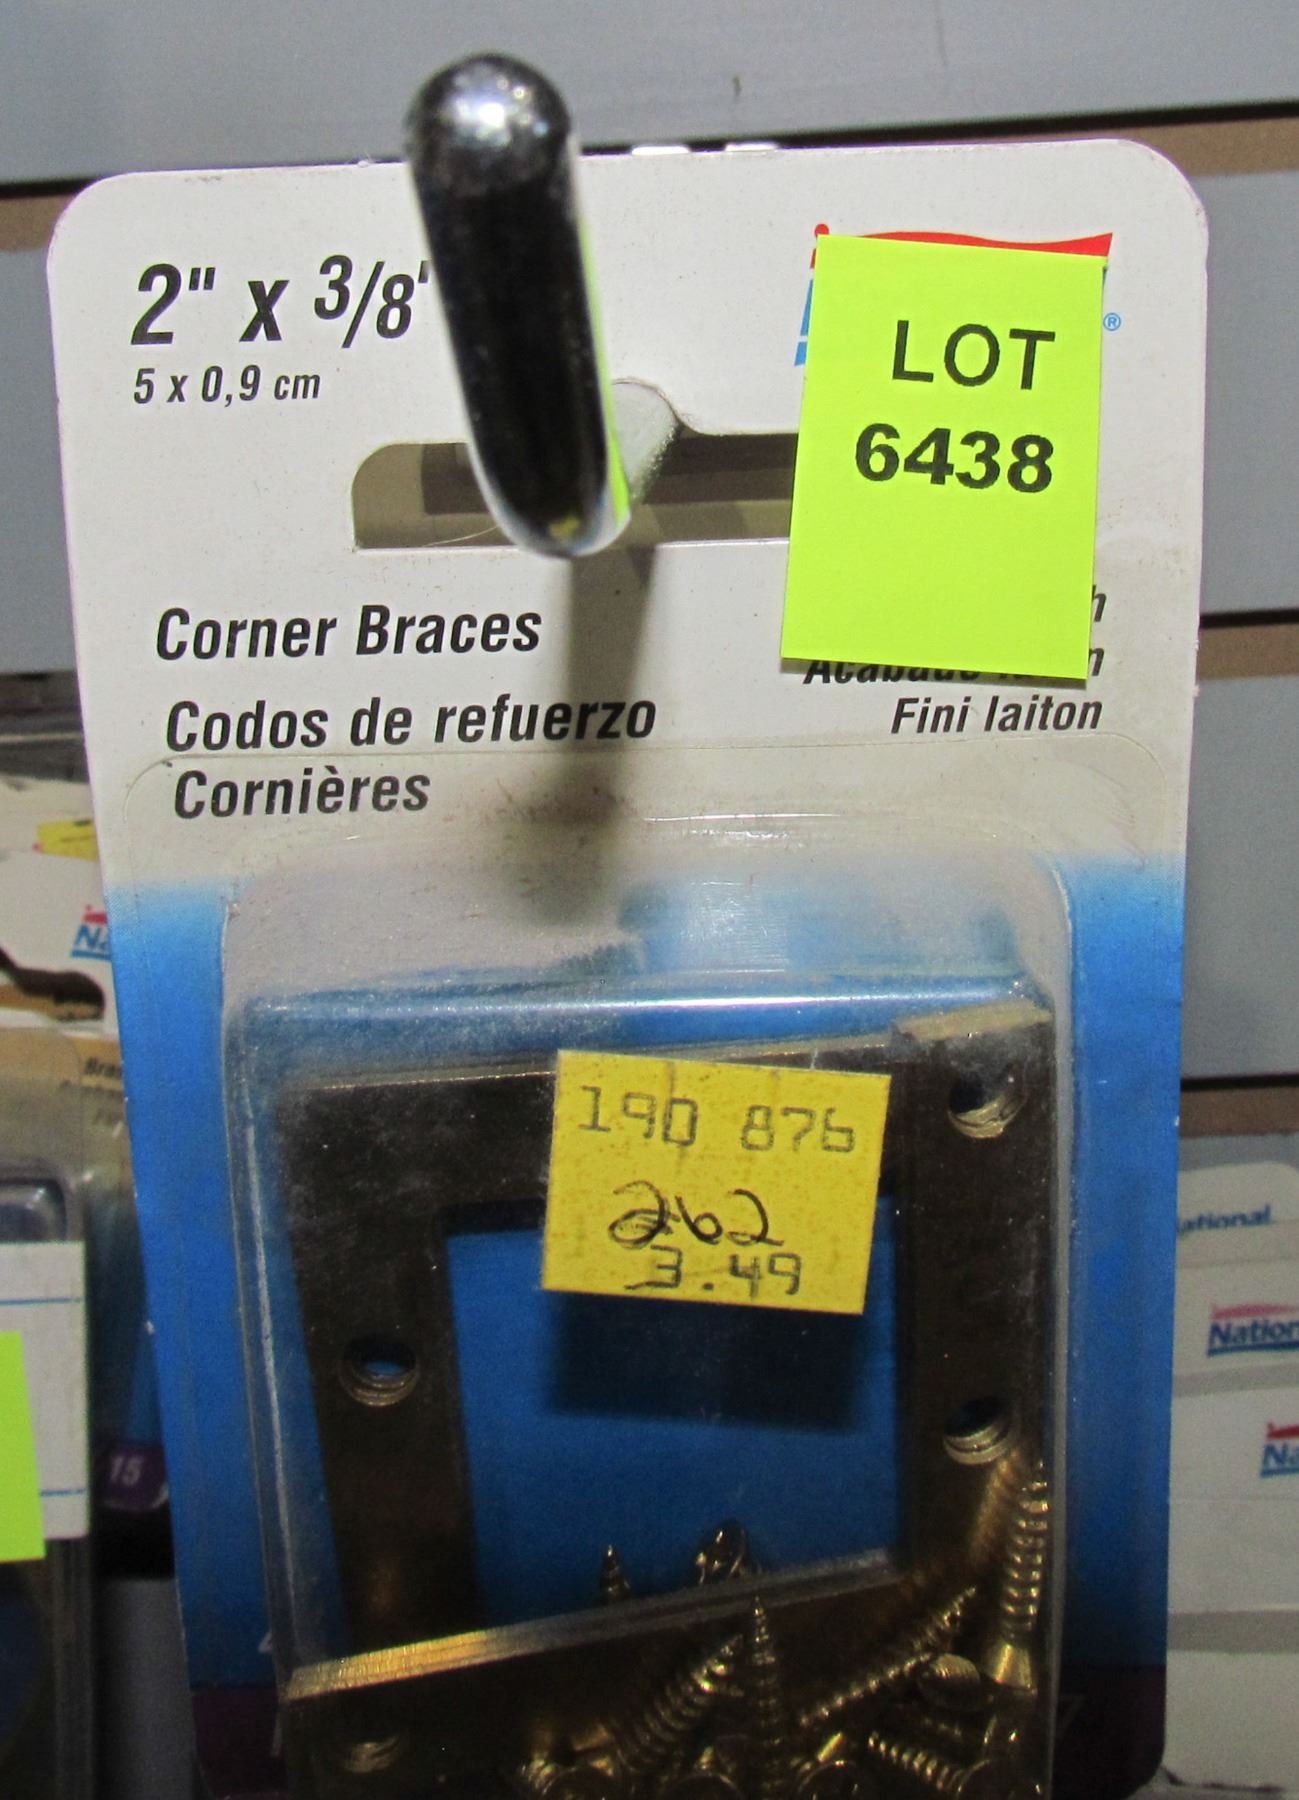 2" x 3/8"
5 x 0,9 cm
®
LOT
6438
Corner Braces
Codos de refuerzo
Cornières
Fini laiton
190 876
262
3.49
15
National